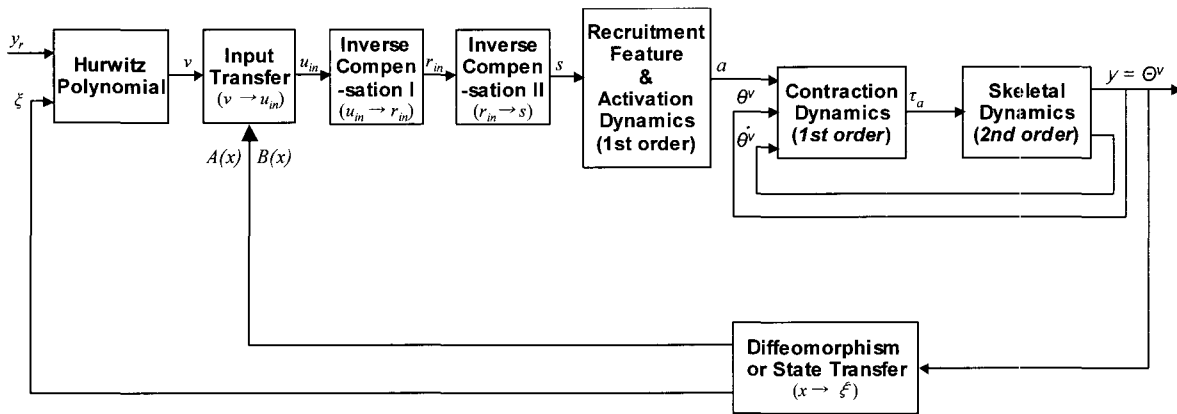 y_r
ξ
Hurwitz
Polynomial
v
Input
Transfer
(v → u_in)
u_in
Inverse
Compen
-sation I
(u_in → r_in)
r_in
Inverse
Compen
-sation II
(r_in → s)
s
Recruitment
Feature
&
Activation
Dynamics
(1st order)
a
θ^v
θ̇^v
Contraction
Dynamics
(1st order)
τ_a
Skeletal
Dynamics
(2nd order)
y = Θ^v
A(x) B(x)
Diffeomorphism
or State Transfer
(x → ξ)